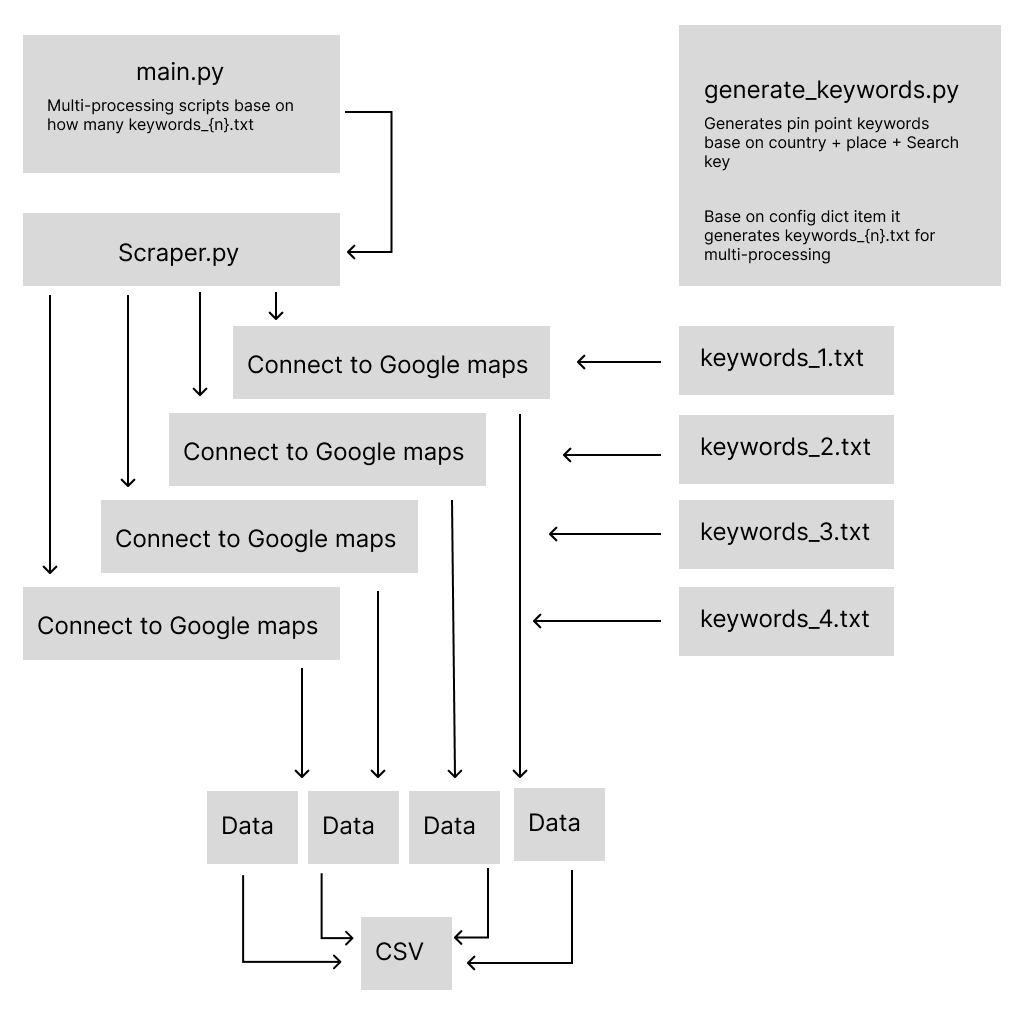 main.py
Multi-processing scripts base on
how many keywords_{n}.txt
generate_keywords.py
Generates pin point keywords
base on country + place + Search
key
Base on config dict item it
generates keywords_{n}.txt for
multi-processing
Scraper.py
Connect to Google maps
keywords_1.txt
Connect to Google maps
keywords_2.txt
Connect to Google maps
keywords_3.txt
Connect to Google maps
keywords_4.txt
Data
Data
Data
Data
CSV